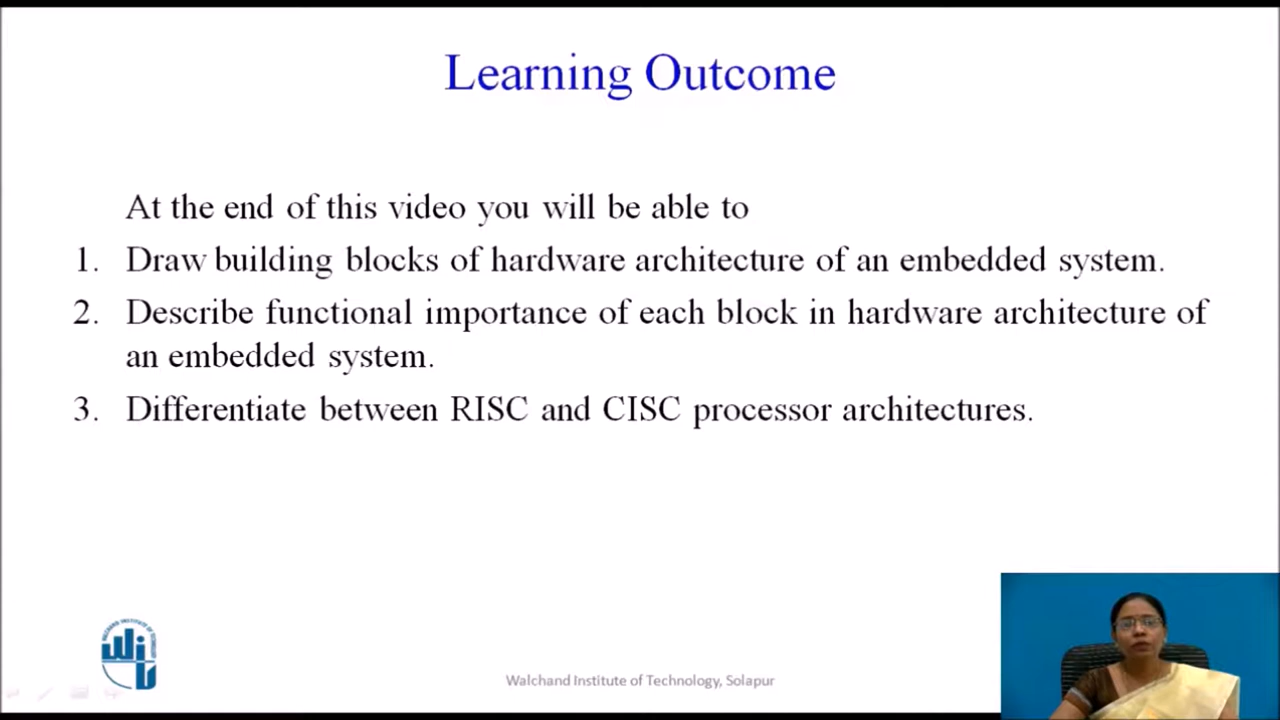 Learning Outcome
At the end of this video you will be able to
1. Draw building blocks of hardware architecture of an embedded system.
2. Describe functional importance of each block in hardware architecture of
an embedded system.
3. Differentiate between RISC and CISC processor architectures.
Walchand Institute of Technology, Solapur